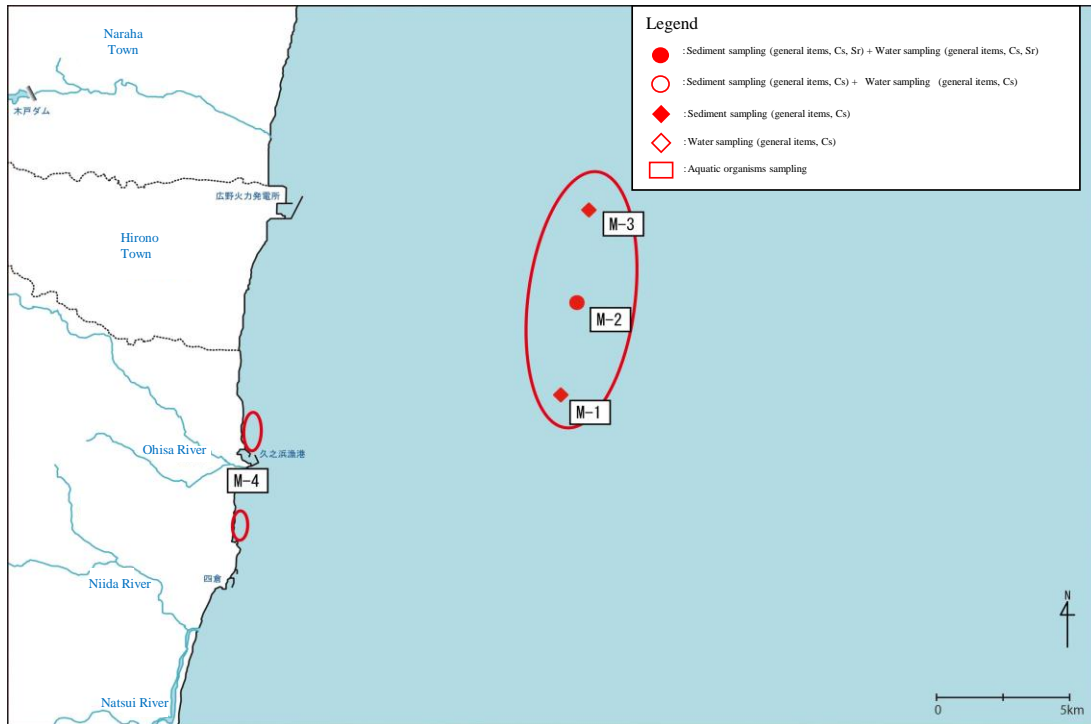 Legend
: Sediment sampling (general items, Cs, Sr) + Water sampling (general items, Cs, Sr)
: Sediment sampling (general items, Cs) + Water sampling (general items, Cs)
: Sediment sampling (general items, Cs)
: Water sampling (general items, Cs)
: Aquatic organisms sampling
Naraha
Town
木戸ダム
広野火力発電所
Hirono
Town
M-3
M-2
M-1
Ohisa River
久之浜漁港
M-4
四倉
Niida River
Natsui River
N
0
5km